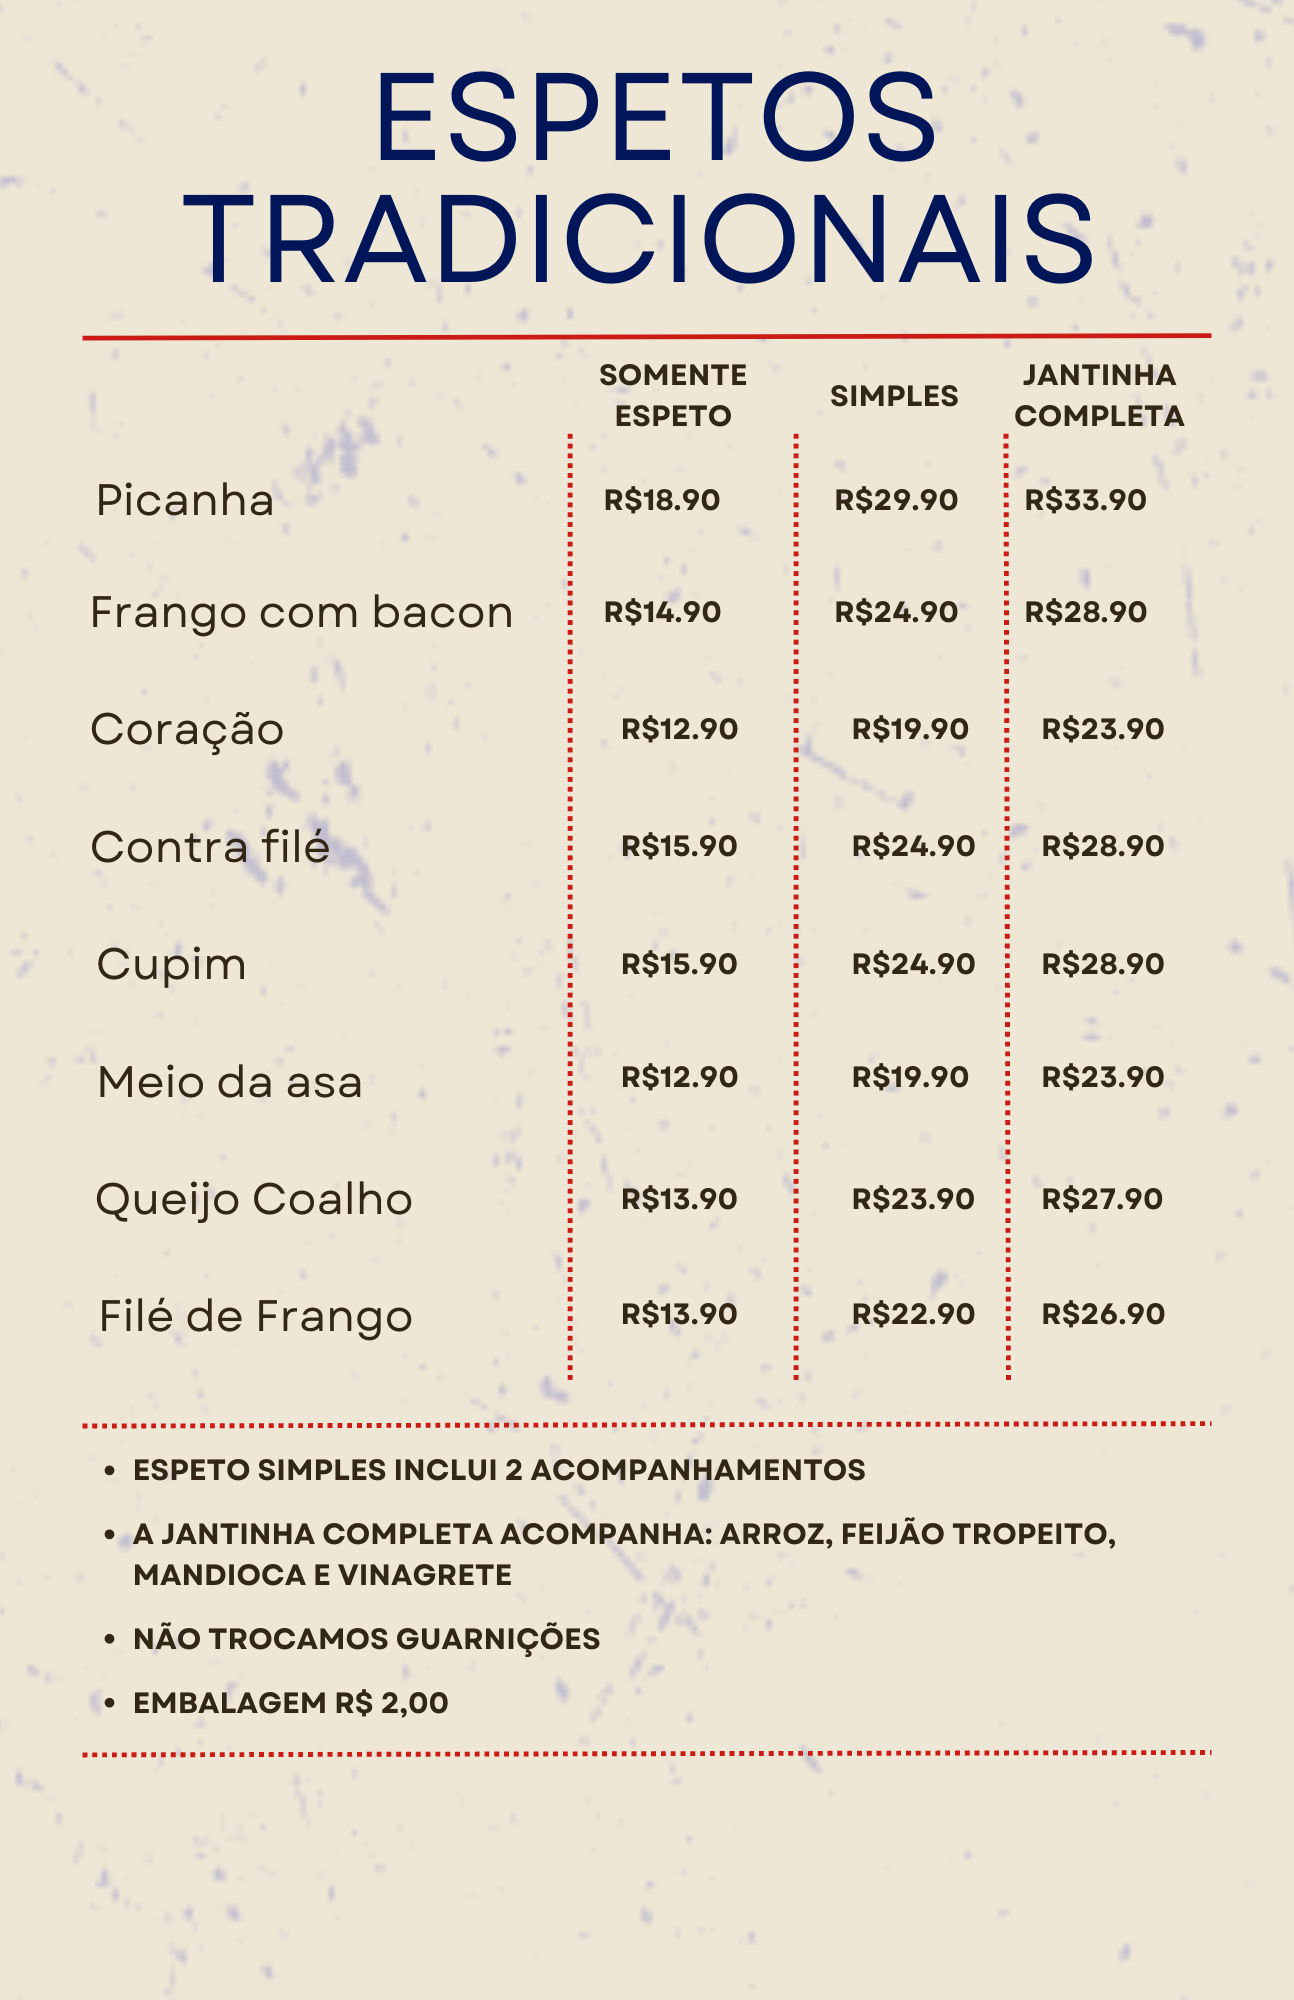 ESPETOS
TRADICIONAIS
SOMENTE
ESPETO
SIMPLES
JANTINHA
COMPLETA
Picanha R$18.90 R$29.90 R$33.90
Frango com bacon R$14.90 R$24.90 R$28.90
Coração R$12.90 R$19.90 R$23.90
Contra filé R$15.90 R$24.90 R$28.90
Cupim R$15.90 R$24.90 R$28.90
Meio da asa R$12.90 R$19.90 R$23.90
Queijo Coalho R$13.90 R$23.90 R$27.90
Filé de Frango R$13.90 R$22.90 R$26.90
• ESPETO SIMPLES INCLUI 2 ACOMPANHAMENTOS
• A JANTINHA COMPLETA ACOMPANHA: ARROZ, FEIJÃO TROPEITO,
MANDIOCA E VINAGRETE
• NÃO TROCAMOS GUARNIÇÕES
• EMBALAGEM R$ 2,00